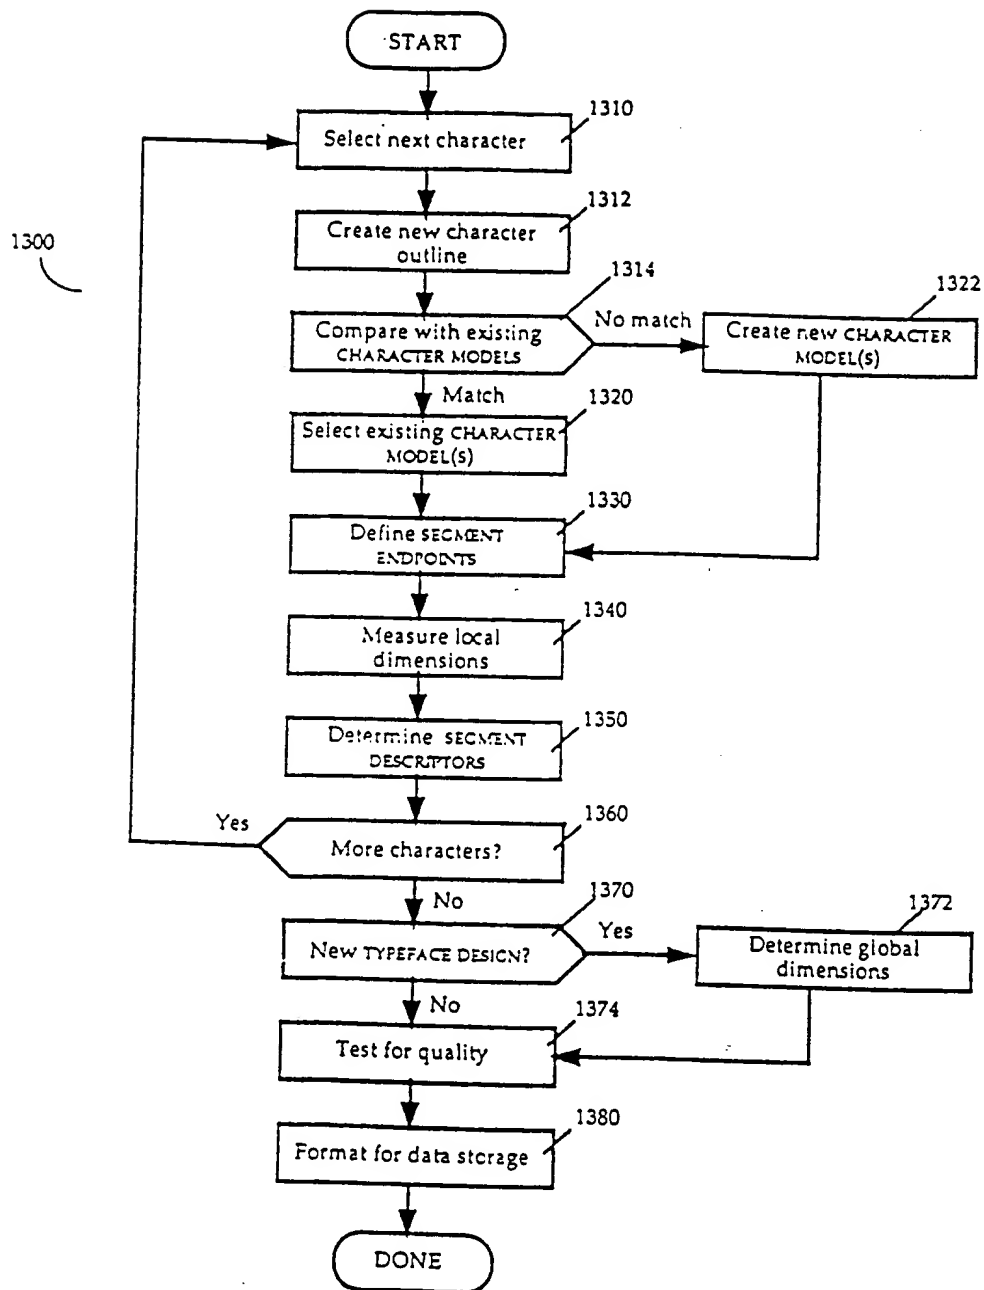 START
1310
Select next character
1312
Create new character
outline
1300
1314
Compare with existing
CHARACTER MODELS
No match
1322
Create new CHARACTER
MODEL(S)
Match
1320
Select existing CHARACTER
MODEL(S)
1330
Define SEGMENT
ENDPOINTS
1340
Measure local
dimensions
1350
Determine SEGMENT
DESCRIPTORS
1360
Yes
More characters?
No
1370
New TYPEFACE DESIGN?
Yes
1372
Determine global
dimensions
No
1374
Test for quality
1380
Format for data storage
DONE